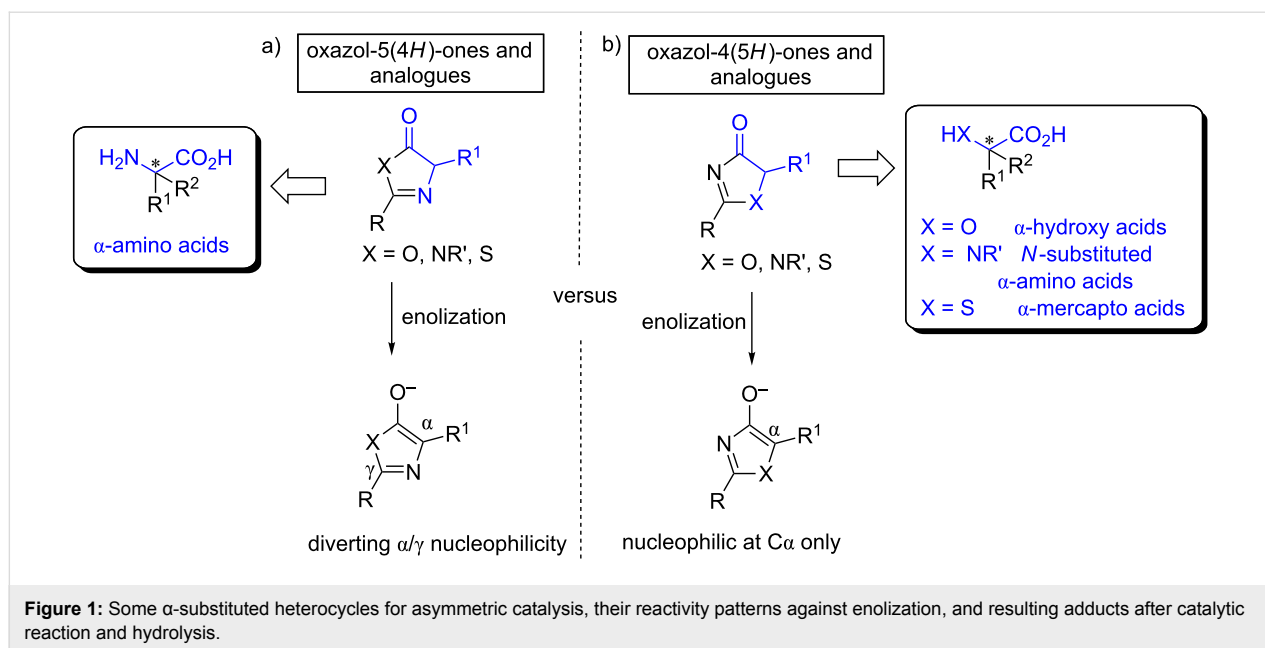 a)
oxazol-5(4H)-ones and
analogues
O
X
R¹
N
R
X = O, NR', S
H₂N
*
CO₂H
R²
R¹
α-amino acids
enolization
O–
α
X
R¹
γ
N
R
diverting α/γ nucleophilicity
versus
b)
oxazol-4(5H)-ones and
analogues
O
N
R¹
X
R
X = O, NR', S
HX
*
CO₂H
R²
R¹
X = O α-hydroxy acids
X = NR' N-substituted
α-amino acids
X = S α-mercapto acids
enolization
O–
α
N
R¹
X
R
nucleophilic at Cα only
Figure 1: Some α-substituted heterocycles for asymmetric catalysis, their reactivity patterns against enolization, and resulting adducts after catalytic
reaction and hydrolysis.